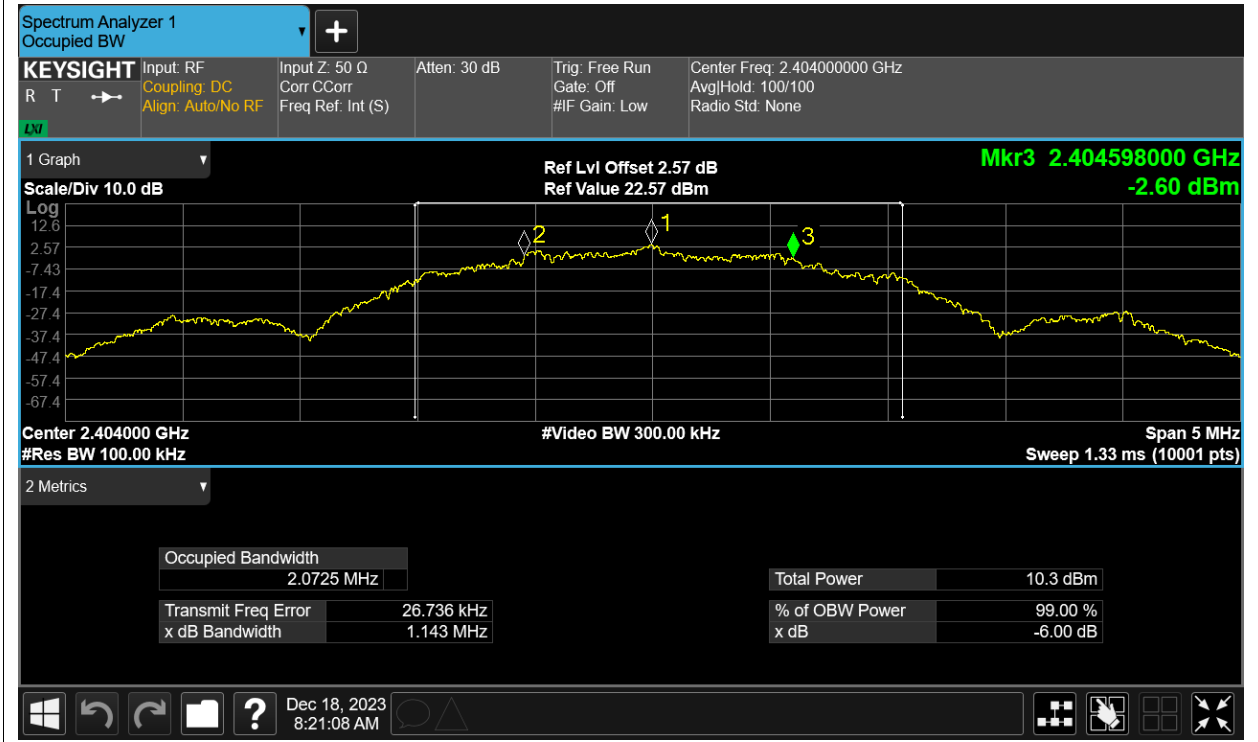 Spectrum Analyzer 1
Occupied BW
KEYSIGHT Input: RF Input Z: 50 Ω Atten: 30 dB Trig: Free Run Center Freq: 2.404000000 GHz
R T Coupling: DC Corr CCorr Gate: Off Avg|Hold: 100/100
Align: Auto/No RF Freq Ref: Int (S) #IF Gain: Low Radio Std: None
LXI
1 Graph Ref Lvl Offset 2.57 dB Mkr3 2.404598000 GHz
Scale/Div 10.0 dB Ref Value 22.57 dBm -2.60 dBm
Log
12.6
2.57
-7.43
-17.4
-27.4
-37.4
-47.4
-57.4
-67.4
2
1
3
Center 2.404000 GHz #Video BW 300.00 kHz Span 5 MHz
#Res BW 100.00 kHz Sweep 1.33 ms (10001 pts)
2 Metrics
Occupied Bandwidth
2.0725 MHz Total Power 10.3 dBm
Transmit Freq Error 26.736 kHz % of OBW Power 99.00 %
x dB Bandwidth 1.143 MHz x dB -6.00 dB
? Dec 18, 2023
8:21:08 AM